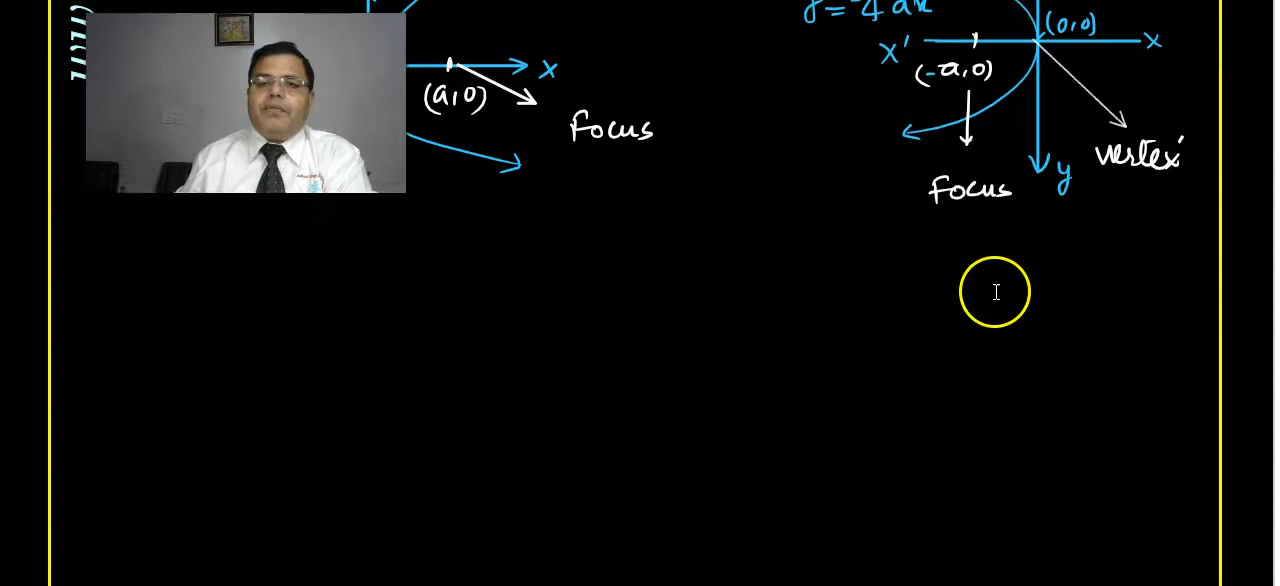 x
(a,0)
Focus
y²=-4ax
(0,0)
x'
x
(-a,0)
vertex
Focus
y